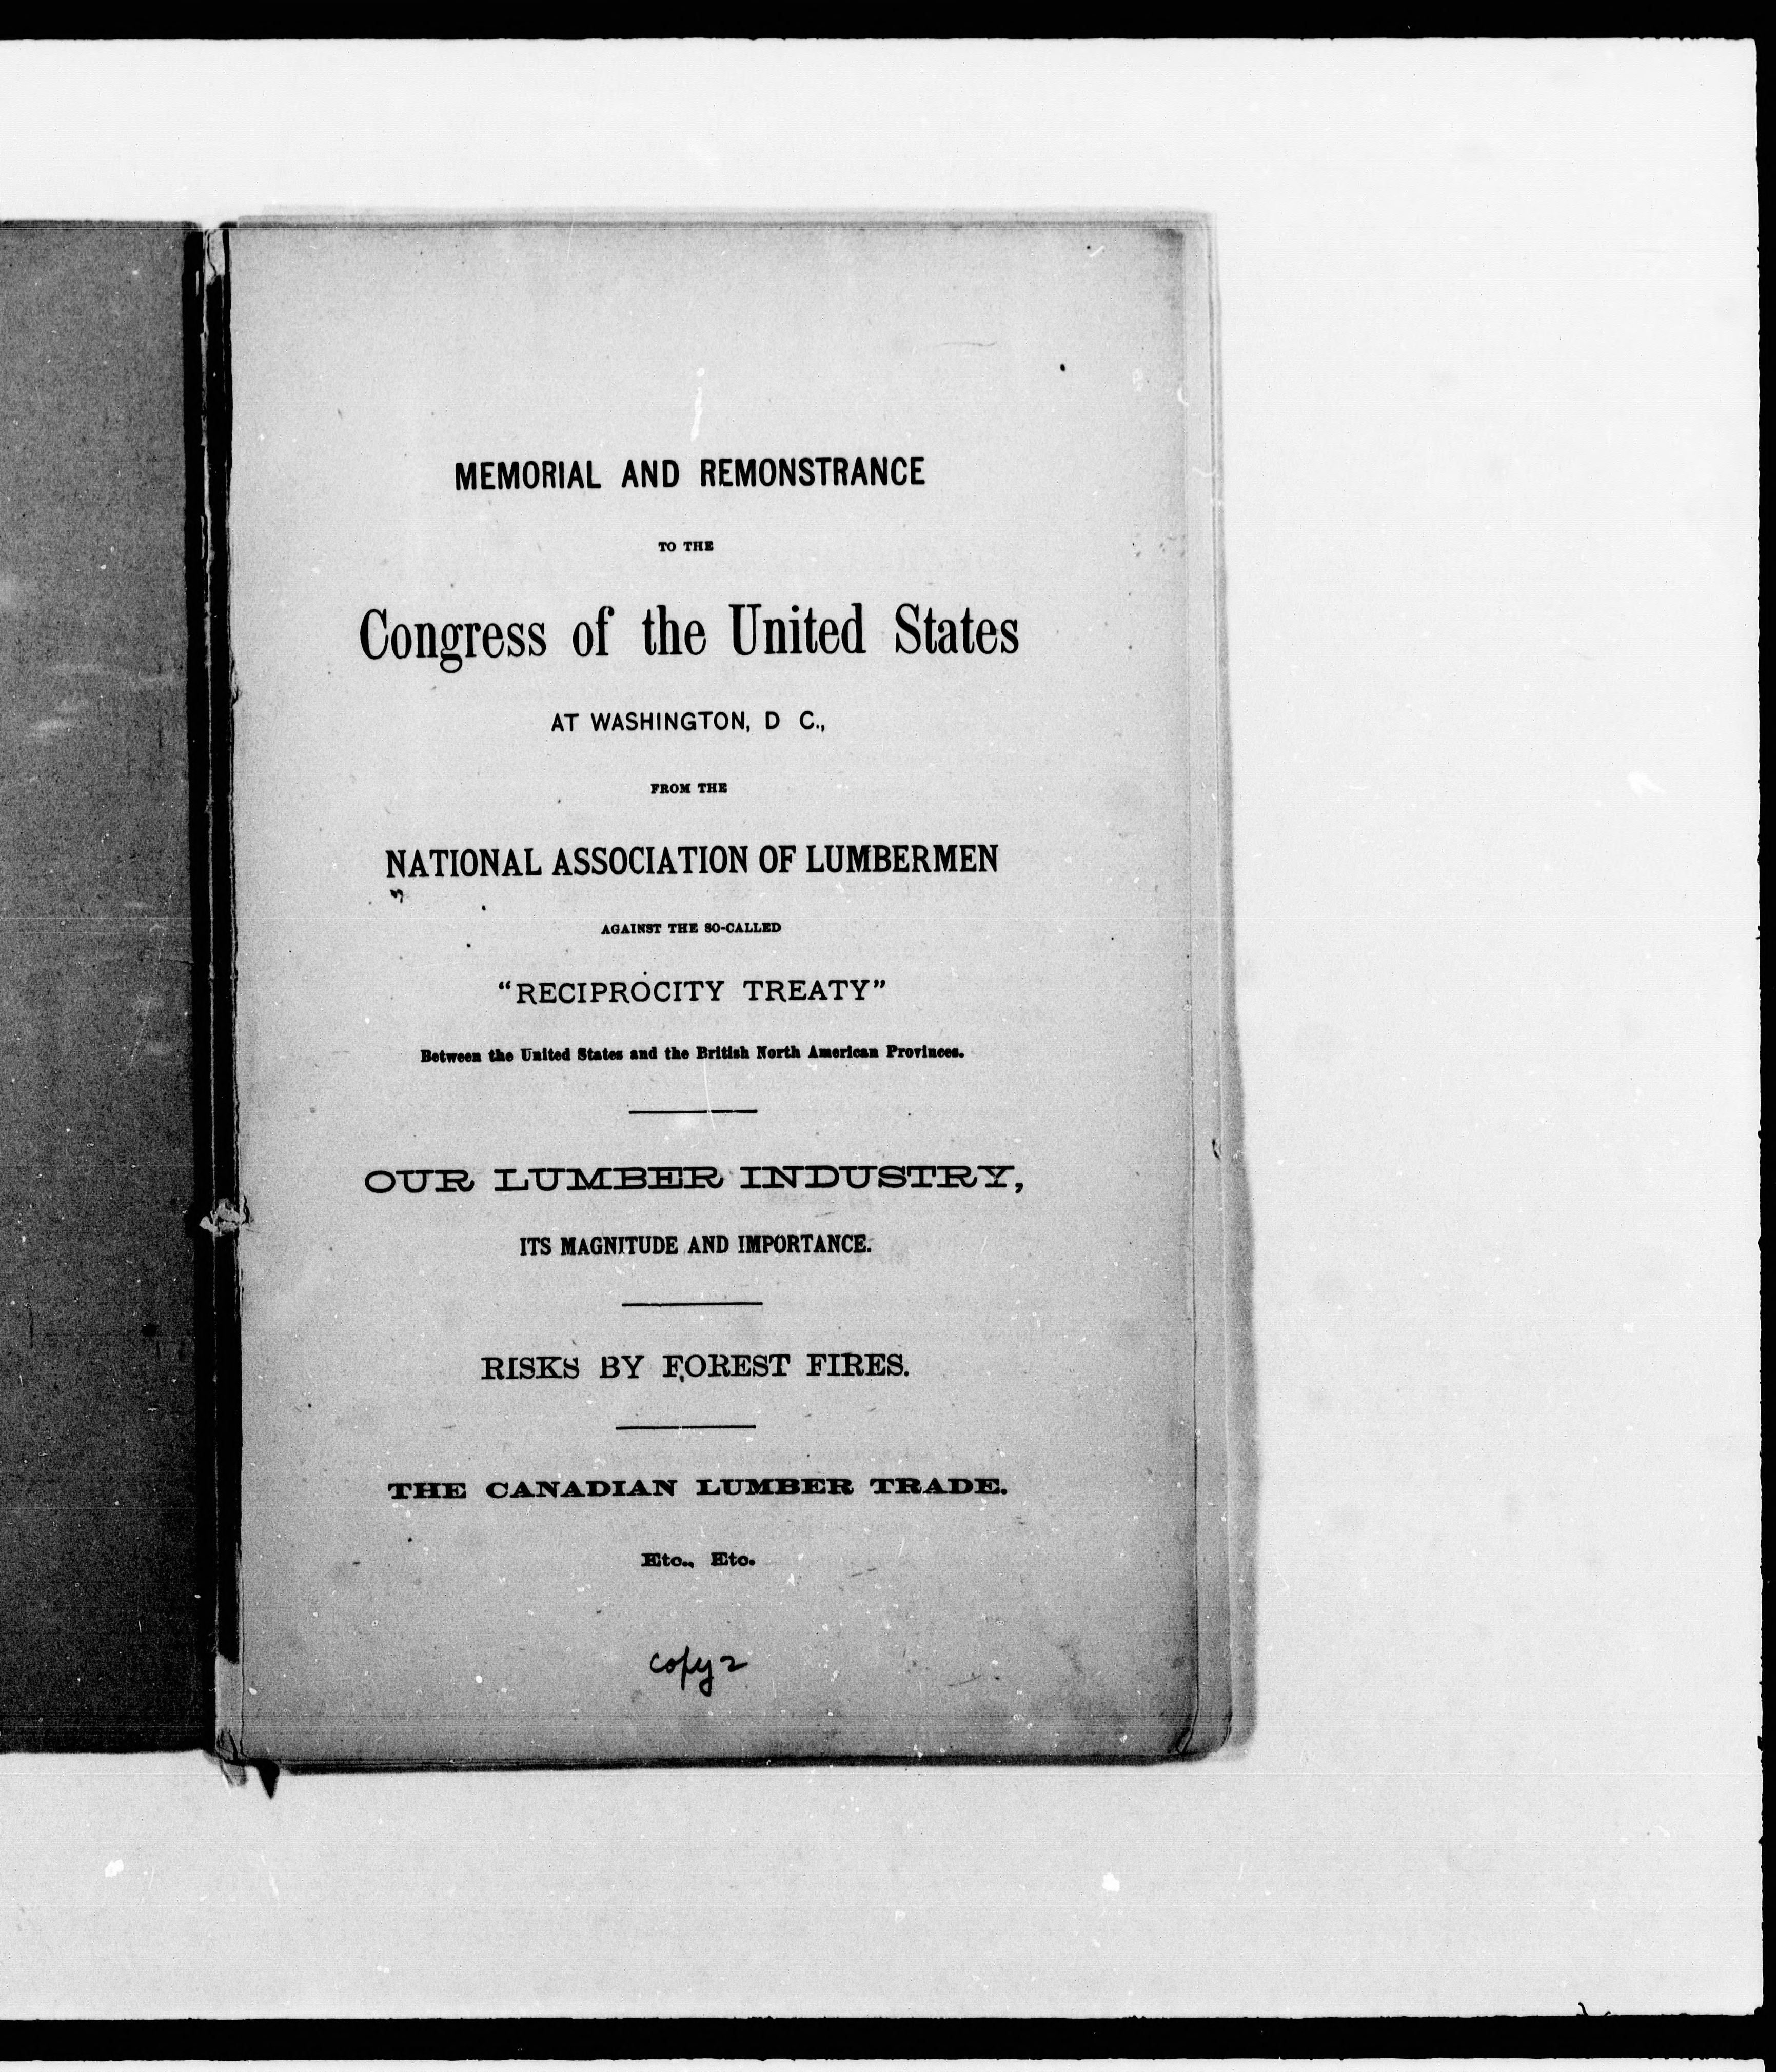 MEMORIAL AND REMONSTRANCE
TO THE
Congress of the United States
AT WASHINGTON, D C.,
FROM THE
NATIONAL ASSOCIATION OF LUMBERMEN
AGAINST THE SO-CALLED
"RECIPROCITY TREATY"
Between the United States and the British North American Provinces.
OUR LUMBER INDUSTRY,
ITS MAGNITUDE AND IMPORTANCE.
RISKS BY FOREST FIRES.
THE CANADIAN LUMBER TRADE.
Etc., Etc.
copy 2